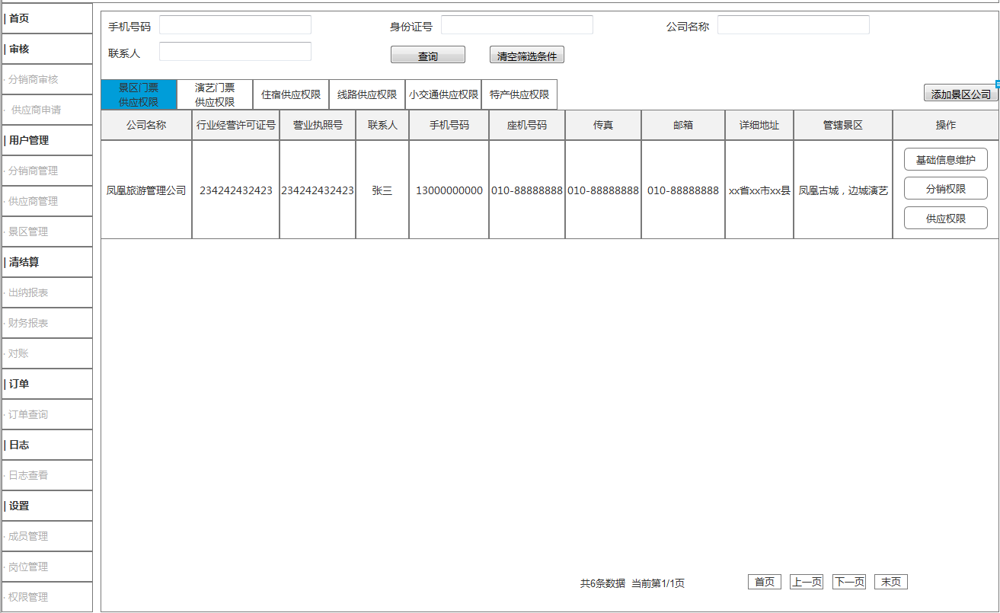 首页
审核
· 分销商审核
· 供应商申请
用户管理
· 分销商管理
· 供应商管理
· 景区管理
清结算
· 出纳报表
· 财务报表
· 对账
订单
· 订单查询
日志
· 日志查看
设置
· 成员管理
· 岗位管理
· 权限管理
手机号码 身份证号 公司名称
联系人 查询 清空筛选条件
景区门票
供应权限
演艺门票
供应权限
住宿供应权限 线路供应权限 小交通供应权限 特产供应权限
添加景区公司
公司名称 行业经营许可证号 营业执照号 联系人 手机号码 座机号码 传真 邮箱 详细地址 管辖景区 操作
凤凰旅游管理公司 234242432423 234242432423 张三 13000000000 010-88888888 010-88888888 010-88888888 xx省xx市xx县 凤凰古城，边城演艺
基础信息维护
分销权限
供应权限
共6条数据 当前第1/1页 首页 上一页 下一页 末页